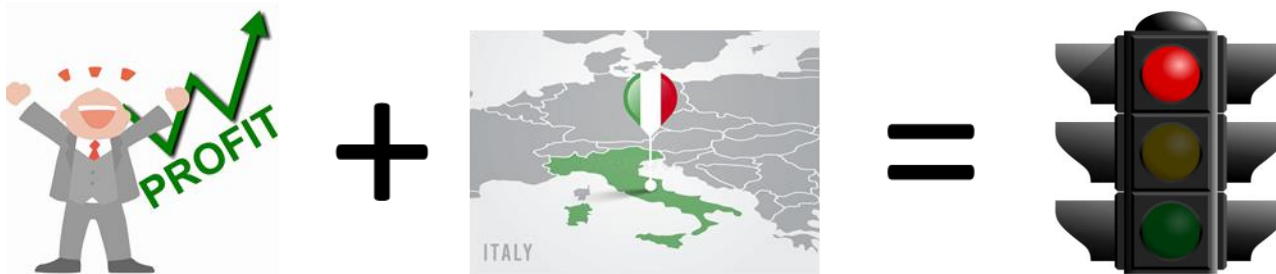 PROFIT
+
ITALY
=